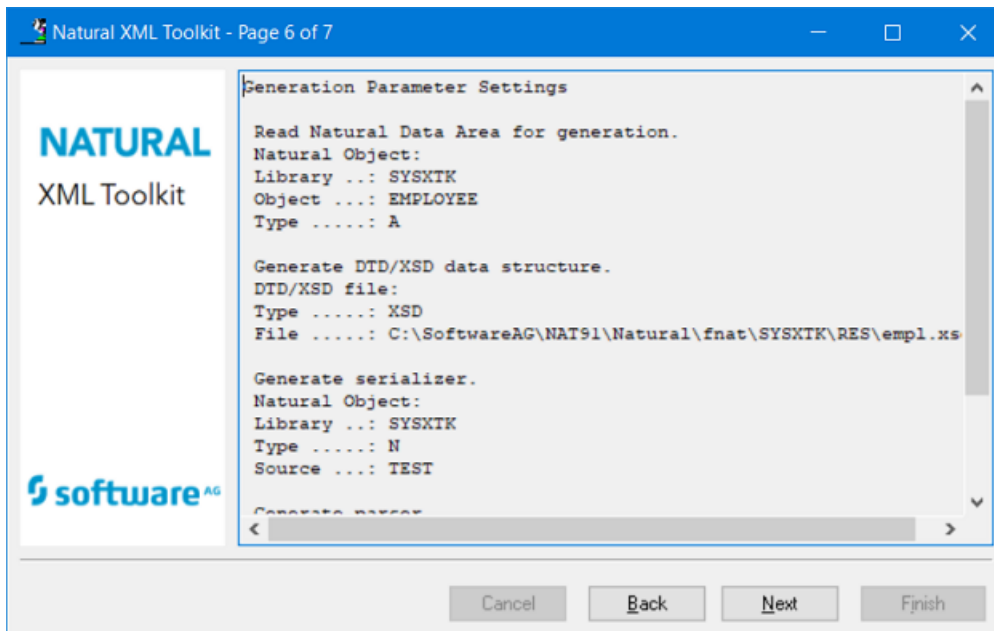 Natural XML Toolkit - Page 6 of 7
NATURAL
XML Toolkit
software AG
Generation Parameter Settings
Read Natural Data Area for generation.
Natural Object:
Library ..: SYSXTK
Object ...: EMPLOYEE
Type .....: A
Generate DTD/XSD data structure.
DTD/XSD file:
Type .....: XSD
File .....: C:\SoftwareAG\NAT91\Natural\fnat\SYSXTK\RES\empl.xs
Generate serializer.
Natural Object:
Library ..: SYSXTK
Type .....: N
Source ...: TEST
Generate parser
Cancel
Back
Next
Finish